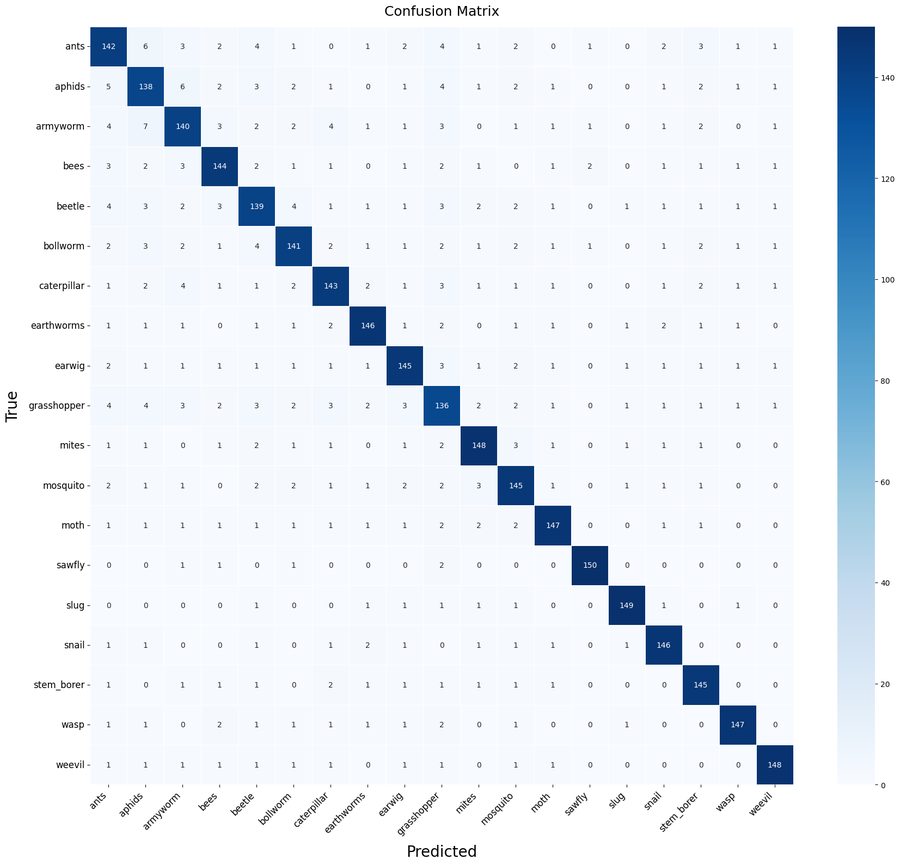 Confusion Matrix
True
ants 142 6 3 2 4 1 0 1 2 4 1 2 0 1 0 2 3 1 1
aphids 5 138 6 2 3 2 1 0 1 4 1 2 1 0 0 1 2 1 1
armyworm 4 7 140 3 2 2 4 1 1 3 0 1 1 1 0 1 2 0 1
bees 3 2 3 144 2 1 1 0 1 2 1 0 1 2 0 1 1 1 1
beetle 4 3 2 3 139 4 1 1 1 3 2 2 1 0 1 1 1 1 1
bollworm 2 3 2 1 4 141 2 1 1 2 1 2 1 1 0 1 2 1 1
caterpillar 1 2 4 1 1 2 143 2 1 3 1 1 1 0 0 1 2 1 1
earthworms 1 1 1 0 1 1 2 146 1 2 0 1 1 0 1 2 1 1 0
earwig 2 1 1 1 1 1 1 1 145 3 1 2 1 0 1 1 1 1 1
grasshopper 4 4 3 2 3 2 3 2 3 136 2 2 1 0 1 1 1 1 1
mites 1 1 0 1 2 1 1 0 1 2 148 3 1 0 1 1 1 0 0
mosquito 2 1 1 0 2 2 1 1 2 2 3 145 1 0 1 1 1 0 0
moth 1 1 1 1 1 1 1 1 1 2 2 2 147 0 0 1 1 0 0
sawfly 0 0 1 1 0 1 0 0 0 2 0 0 0 150 0 0 0 0 0
slug 0 0 0 0 1 0 0 1 1 1 1 1 0 0 149 1 0 1 0
snail 1 1 0 0 1 0 1 2 1 0 1 1 1 0 1 146 0 0 0
stem_borer 1 0 1 1 1 0 2 1 1 1 1 1 1 0 0 0 145 0 0
wasp 1 1 0 2 1 1 1 1 1 2 0 1 0 0 1 0 0 147 0
weevil 1 1 1 1 1 1 0 1 1 1 0 1 1 0 0 0 0 0 148
ants aphids armyworm bees beetle bollworm caterpillar earthworms earwig grasshopper mites mosquito moth sawfly slug snail stem_borer wasp weevil
Predicted
140
120
100
80
60
40
20
0